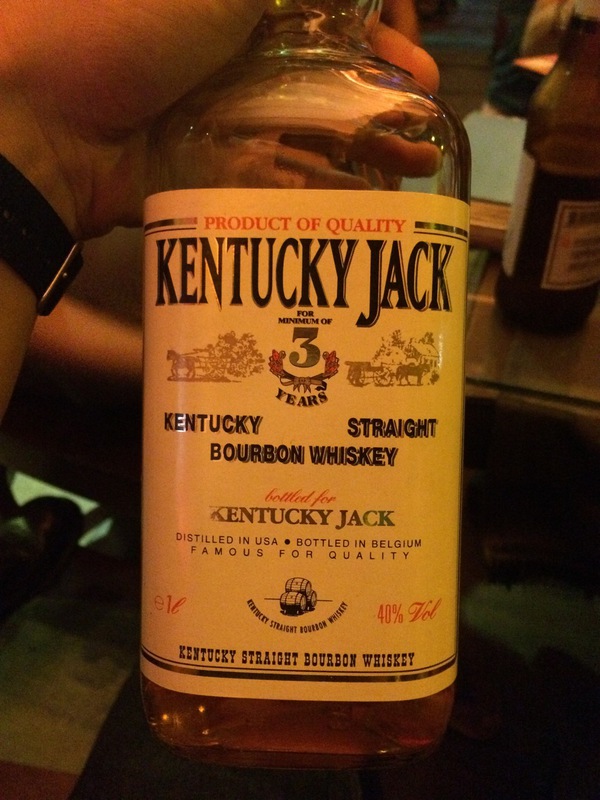 PRODUCT OF QUALITY
KENTUCKY JACK
FOR
MINIMUM OF
3
YEARS
KENTUCKY STRAIGHT
BOURBON WHISKEY
bottled for
KENTUCKY JACK
DISTILLED IN USA • BOTTLED IN BELGIUM
FAMOUS FOR QUALITY
℮1ℓ
KENTUCKY STRAIGHT BOURBON WHISKEY
40% Vol
KENTUCKY STRAIGHT BOURBON WHISKEY